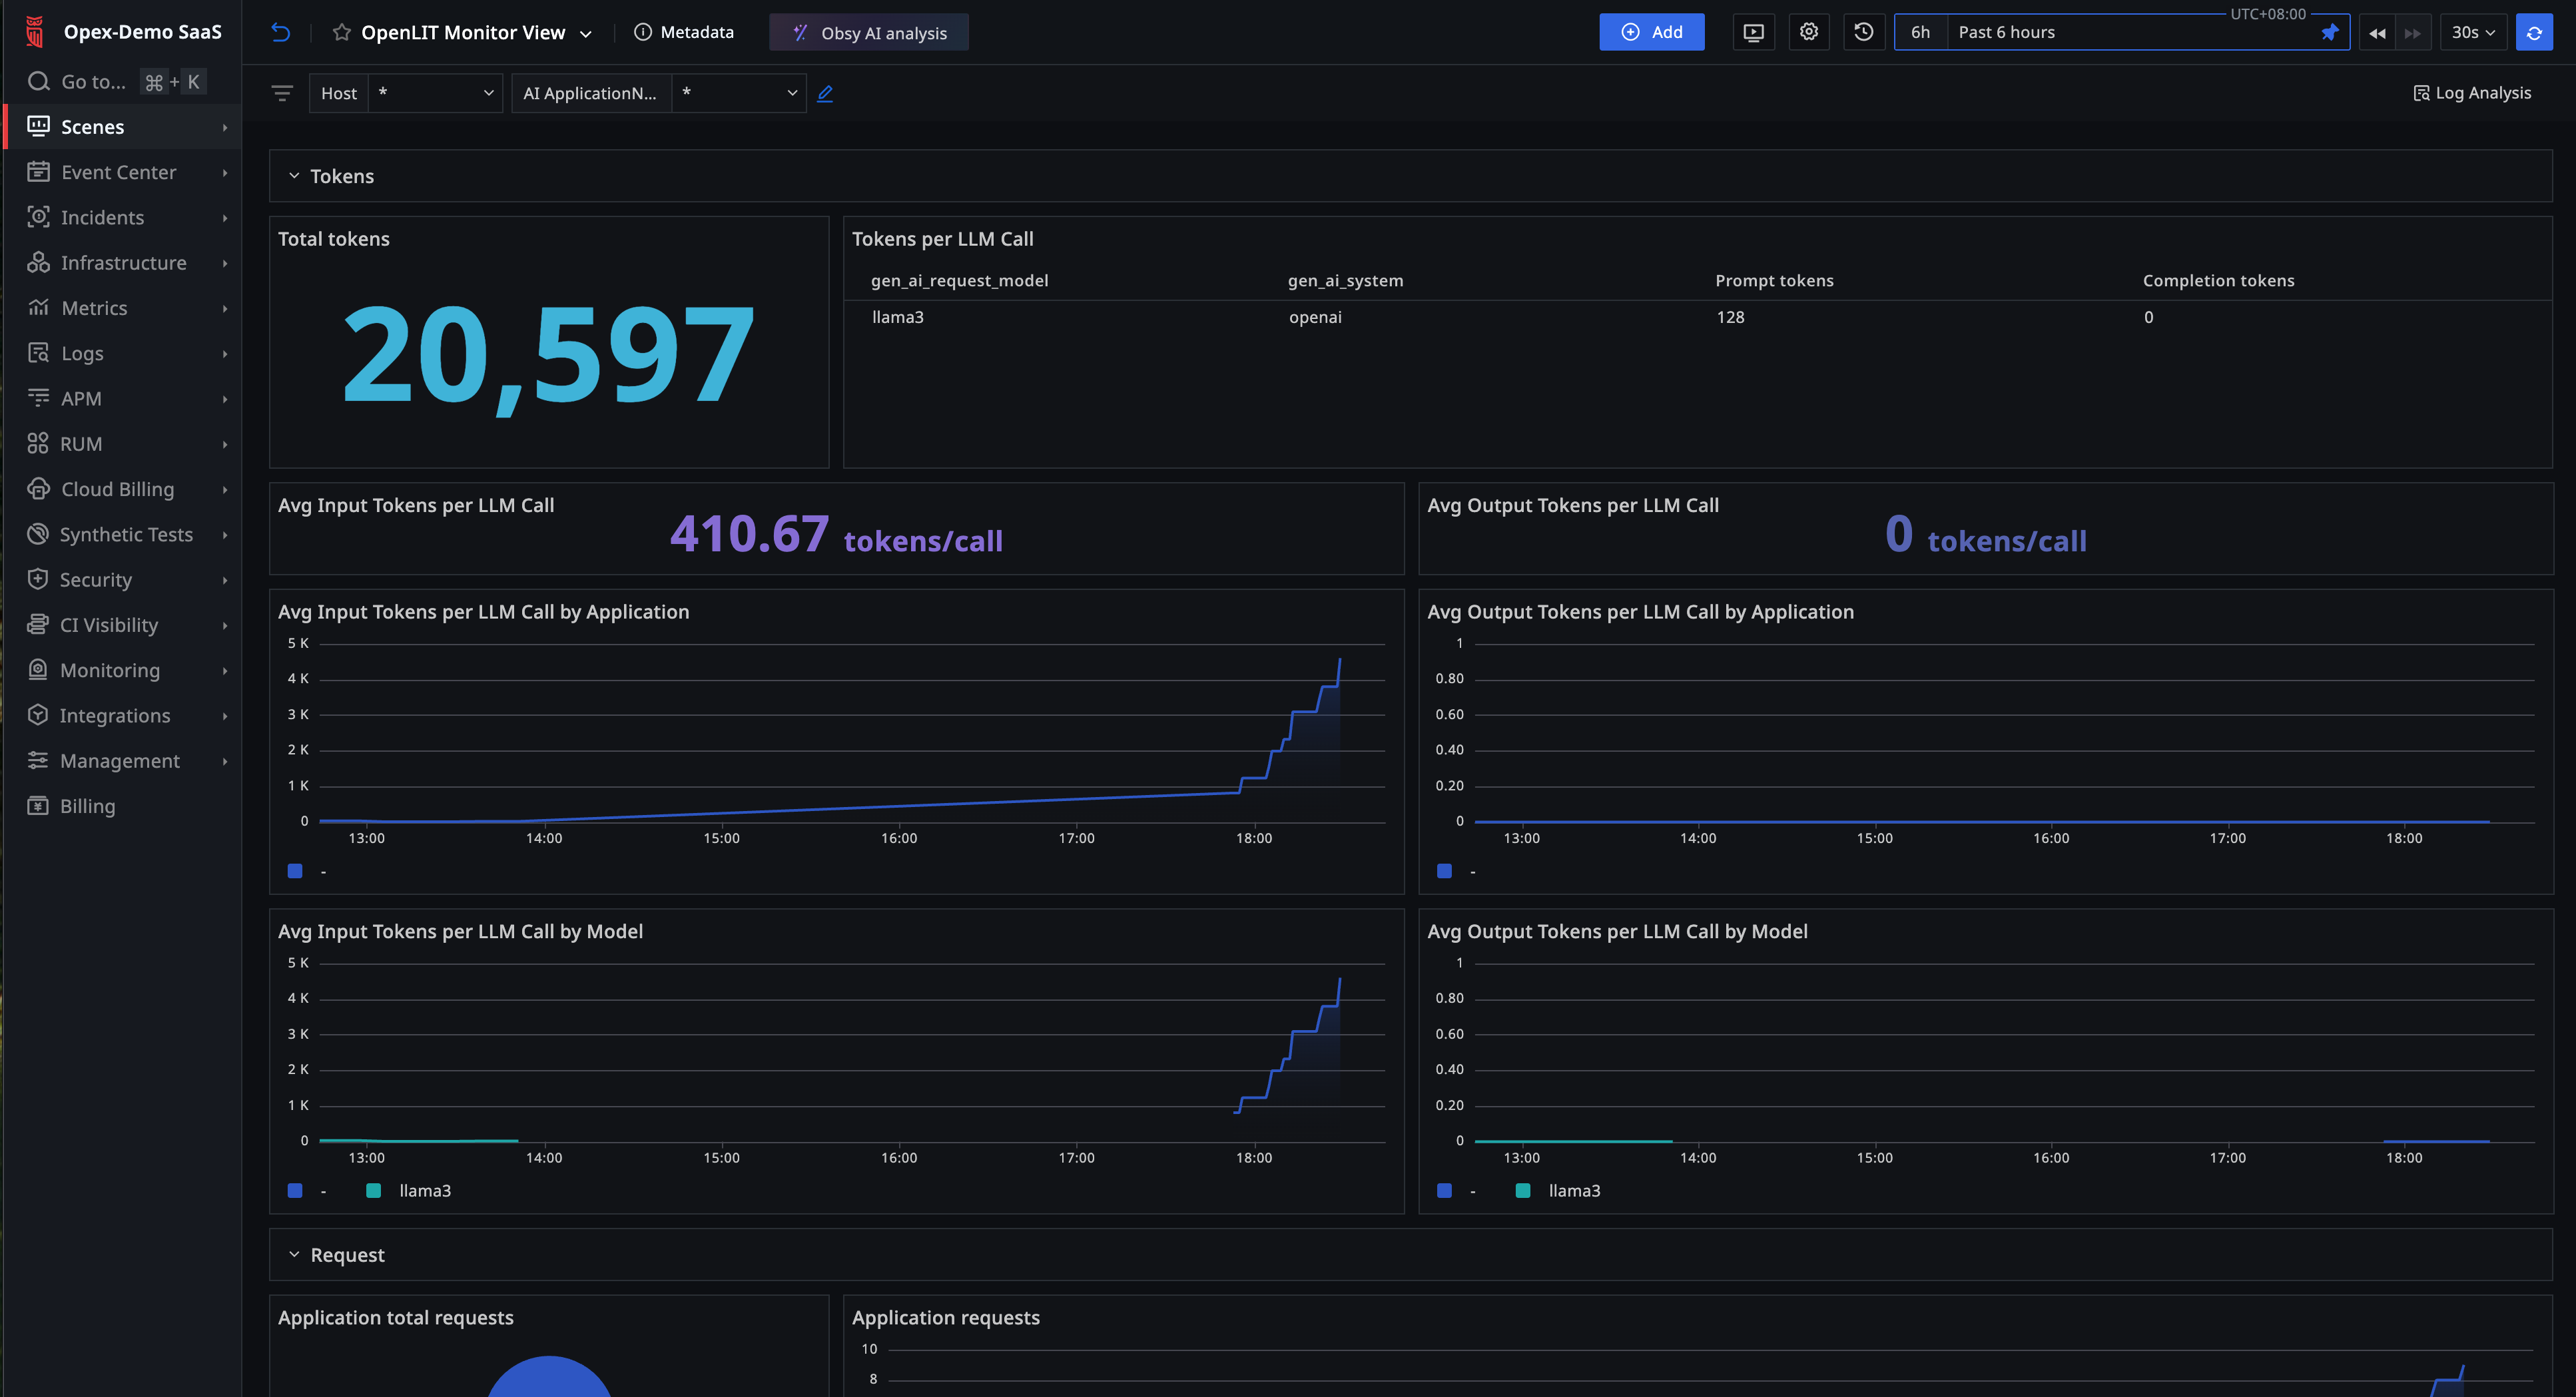 Opex-Demo SaaS
Go to... ⌘ + K
Scenes
Event Center
Incidents
Infrastructure
Metrics
Logs
APM
RUM
Cloud Billing
Synthetic Tests
Security
CI Visibility
Monitoring
Integrations
Management
Billing
OpenLIT Monitor View
Metadata
Obsy AI analysis
Add
6h Past 6 hours
UTC+08:00
30s
Host *
AI ApplicationN... *
Log Analysis
Tokens
Total tokens
20,597
Tokens per LLM Call
gen_ai_request_model gen_ai_system Prompt tokens Completion tokens
llama3 openai 128 0
Avg Input Tokens per LLM Call
410.67 tokens/call
Avg Output Tokens per LLM Call
0 tokens/call
Avg Input Tokens per LLM Call by Application
5 K
4 K
3 K
2 K
1 K
0
13:00 14:00 15:00 16:00 17:00 18:00
-
Avg Output Tokens per LLM Call by Application
1
0.80
0.60
0.40
0.20
0
13:00 14:00 15:00 16:00 17:00 18:00
-
Avg Input Tokens per LLM Call by Model
5 K
4 K
3 K
2 K
1 K
0
13:00 14:00 15:00 16:00 17:00 18:00
- llama3
Avg Output Tokens per LLM Call by Model
1
0.80
0.60
0.40
0.20
0
13:00 14:00 15:00 16:00 17:00 18:00
- llama3
Request
Application total requests
Application requests
10
8